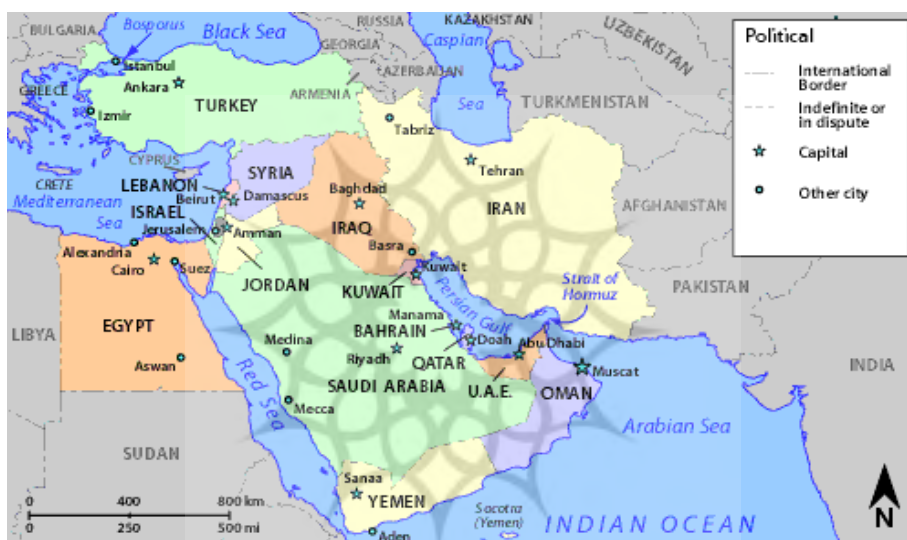 BULGARIA
Bosporus
Black Sea
RUSSIA
KAZAKHSTAN
UZBEKISTAN
GEORGIA
Caspian
Sea
AZERBADAN
ARMENIA
TURKMENISTAN
GREECE
Istanbul
Ankara
TURKEY
Izmir
Tabriz
Tehran
CYPRUS
CRETE
Mediterranean
Sea
SYRIA
LEBANON
Beirut
Damascus
ISRAEL
Jerusalem
Amman
Baghdad
IRAQ
IRAN
AFGHANISTAN
Basra
Alexandria
Cairo
Suez
JORDAN
Kuwait
KUWAIT
Strait of
Hormuz
PAKISTAN
LIBYA
EGYPT
Persian Gulf
Manama
BAHRAIN
Medina
Riyadh
QATAR
Doah
Abu Dhabi
Aswan
Muscat
INDIA
SAUDI ARABIA
U.A.E.
OMAN
Red Sea
Mecca
Arabian Sea
SUDAN
Sanaa
YEMEN
Aden
Socotra
(Yemen)
INDIAN OCEAN
0 400 800 km
0 250 500 mi
N
Political
International
Border
Indefinite or
in dispute
Capital
Other city